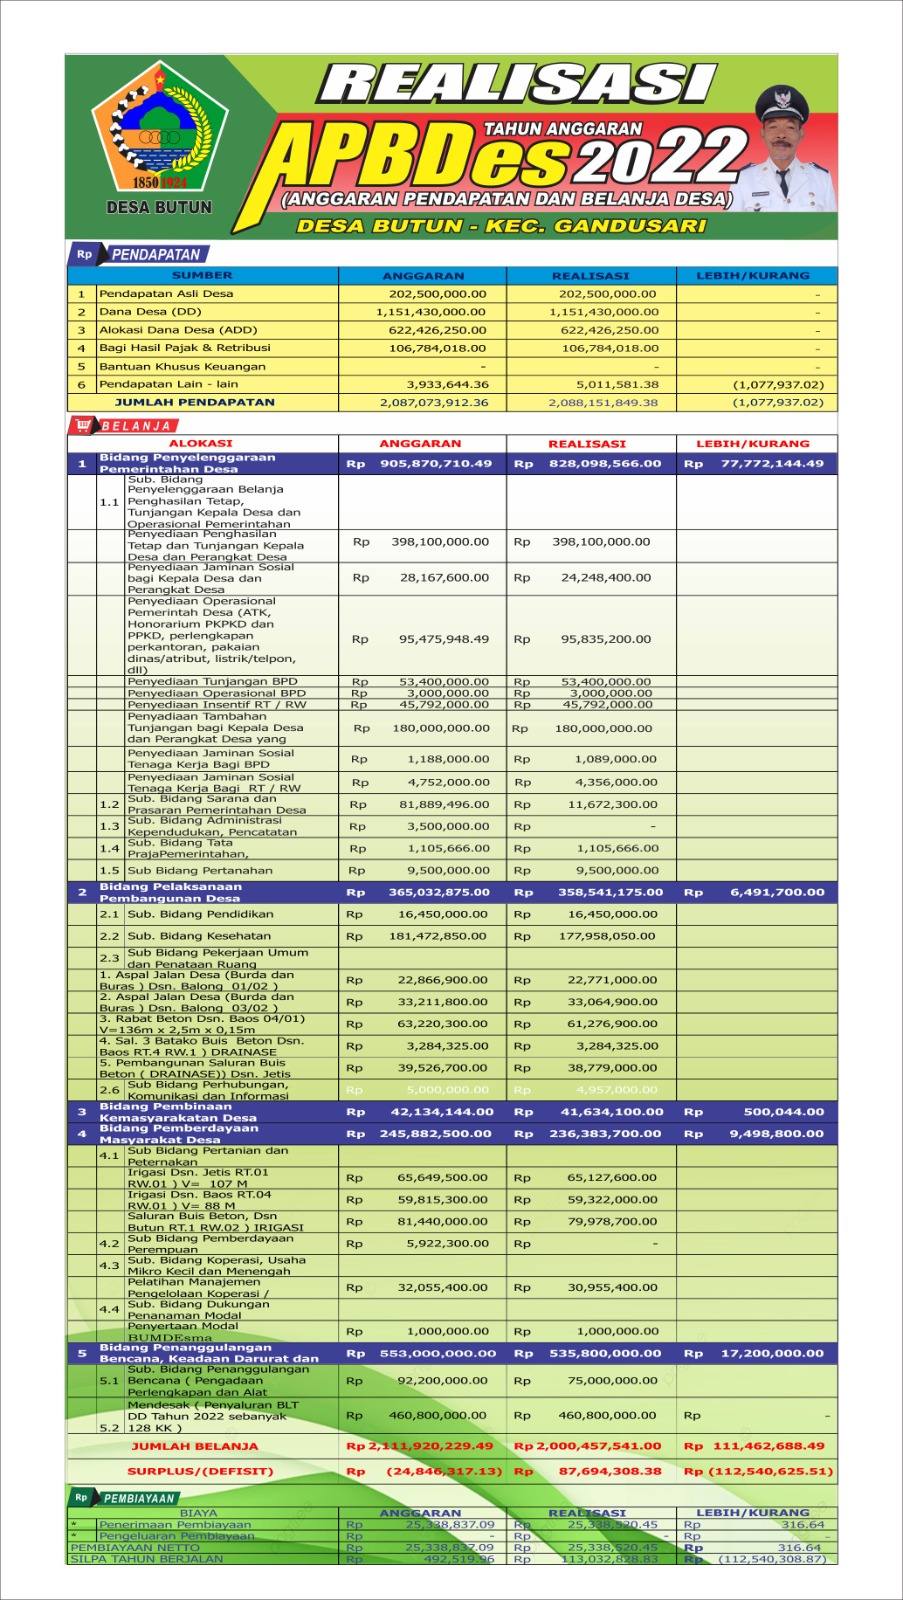 REALISASI
APBDes TAHUN ANGGARAN 2022
(ANGGARAN PENDAPATAN DAN BELANJA DESA)
DESA BUTUN - KEC. GANDUSARI
1850 1924
DESA BUTUN
Rp PENDAPATAN
SUMBER ANGGARAN REALISASI LEBIH/KURANG
1 Pendapatan Asli Desa 202,500,000.00 202,500,000.00 -
2 Dana Desa (DD) 1,151,430,000.00 1,151,430,000.00 -
3 Alokasi Dana Desa (ADD) 622,426,250.00 622,426,250.00 -
4 Bagi Hasil Pajak & Retribusi 106,784,018.00 106,784,018.00 -
5 Bantuan Khusus Keuangan - - -
6 Pendapatan Lain - lain 3,933,644.36 5,011,581.38 (1,077,937.02)
JUMLAH PENDAPATAN 2,087,073,912.36 2,088,151,849.38 (1,077,937.02)
BELANJA
ALOKASI ANGGARAN REALISASI LEBIH/KURANG
1 Bidang Penyelenggaraan
Pemerintahan Desa Rp 905,870,710.49 Rp 828,098,566.00 Rp 77,772,144.49
1.1 Sub. Bidang
Penyelenggaraan Belanja
Penghasilan Tetap,
Tunjangan Kepala Desa dan
Operasional Pemerintahan
Penyediaan Penghasilan
Tetap dan Tunjangan Kepala
Desa dan Perangkat Desa Rp 398,100,000.00 Rp 398,100,000.00
Penyediaan Jaminan Sosial
bagi Kepala Desa dan
Perangkat Desa Rp 28,167,600.00 Rp 24,248,400.00
Penyediaan Operasional
Pemerintah Desa (ATK,
Honorarium PKPKD dan
PPKD, perlengkapan
perkantoran, pakaian
dinas/atribut, listrik/telpon,
dll) Rp 95,475,948.49 Rp 95,835,200.00
Penyediaan Tunjangan BPD Rp 53,400,000.00 Rp 53,400,000.00
Penyediaan Operasional BPD Rp 3,000,000.00 Rp 3,000,000.00
Penyediaan Insentif RT / RW Rp 45,792,000.00 Rp 45,792,000.00
Penyadiaan Tambahan
Tunjangan bagi Kepala Desa
dan Perangkat Desa yang Rp 180,000,000.00 Rp 180,000,000.00
Penyediaan Jaminan Sosial
Tenaga Kerja Bagi BPD Rp 1,188,000.00 Rp 1,089,000.00
Penyediaan Jaminan Sosial
Tenaga Kerja Bagi RT / RW Rp 4,752,000.00 Rp 4,356,000.00
1.2 Sub. Bidang Sarana dan
Prasaran Pemerintahan Desa Rp 81,889,496.00 Rp 11,672,300.00
1.3 Sub. Bidang Administrasi
Kependudukan, Pencatatan Rp 3,500,000.00 Rp -
1.4 Sub. Bidang Tata
PrajaPemerintahan, Rp 1,105,666.00 Rp 1,105,666.00
1.5 Sub Bidang Pertanahan Rp 9,500,000.00 Rp 9,500,000.00
2 Bidang Pelaksanaan
Pembangunan Desa Rp 365,032,875.00 Rp 358,541,175.00 Rp 6,491,700.00
2.1 Sub. Bidang Pendidikan Rp 16,450,000.00 Rp 16,450,000.00
2.2 Sub. Bidang Kesehatan Rp 181,472,850.00 Rp 177,958,050.00
2.3 Sub Bidang Pekerjaan Umum
dan Penataan Ruang
1. Aspal Jalan Desa (Burda dan
Buras ) Dsn. Balong 01/02 ) Rp 22,866,900.00 Rp 22,771,000.00
2. Aspal Jalan Desa (Burda dan
Buras ) Dsn. Balong 03/02 ) Rp 33,211,800.00 Rp 33,064,900.00
3. Rabat Beton Dsn. Baos 04/01)
V=136m x 2,5m x 0,15m Rp 63,220,300.00 Rp 61,276,900.00
4. Sal. 3 Batako Buis Beton Dsn.
Baos RT.4 RW.1 ) DRAINASE Rp 3,284,325.00 Rp 3,284,325.00
5. Pembangunan Saluran Buis
Beton ( DRAINASE)) Dsn. Jetis Rp 39,526,700.00 Rp 38,779,000.00
2.6 Sub Bidang Perhubungan,
Komunikasi dan Informasi Rp 5,000,000.00 Rp 4,957,000.00
3 Bidang Pembinaan
Kemasyarakatan Desa Rp 42,134,144.00 Rp 41,634,100.00 Rp 500,044.00
4 Bidang Pemberdayaan
Masyarakat Desa Rp 245,882,500.00 Rp 236,383,700.00 Rp 9,498,800.00
4.1 Sub Bidang Pertanian dan
Peternakan
Irigasi Dsn. Jetis RT.01
RW.01 ) V= 107 M Rp 65,649,500.00 Rp 65,127,600.00
Irigasi Dsn. Baos RT.04
RW.01 ) V= 88 M Rp 59,815,300.00 Rp 59,322,000.00
Saluran Buis Beton, Dsn
Butun RT.1 RW.02 ) IRIGASI Rp 81,440,000.00 Rp 79,978,700.00
4.2 Sub Bidang Pemberdayaan
Perempuan Rp 5,922,300.00 Rp -
4.3 Sub. Bidang Koperasi, Usaha
Mikro Kecil dan Menengah
Pelatihan Manajemen
Pengelolaan Koperasi / Rp 32,055,400.00 Rp 30,955,400.00
4.4 Sub. Bidang Dukungan
Penanaman Modal
Penyertaan Modal
BUMDEsma Rp 1,000,000.00 Rp 1,000,000.00
5 Bidang Penanggulangan
Bencana, Keadaan Darurat dan Rp 553,000,000.00 Rp 535,800,000.00 Rp 17,200,000.00
5.1 Sub. Bidang Penanggulangan
Bencana ( Pengadaan
Perlengkapan dan Alat Rp 92,200,000.00 Rp 75,000,000.00
Mendesak ( Penyaluran BLT
DD Tahun 2022 sebanyak
5.2 128 KK ) Rp 460,800,000.00 Rp 460,800,000.00 Rp -
JUMLAH BELANJA Rp 2,111,920,229.49 Rp 2,000,457,541.00 Rp 111,462,688.49
SURPLUS/(DEFISIT) Rp (24,846,317.13) Rp 87,694,308.38 Rp (112,540,625.51)
Rp PEMBIAYAAN
BIAYA ANGGARAN REALISASI LEBIH/KURANG
* Penerimaan Pembiayaan Rp 25,338,837.09 Rp 25,338,520.45 Rp 316.64
* Pengeluaran Pembiayaan Rp - Rp - Rp -
PEMBIAYAAN NETTO Rp 25,338,837.09 Rp 25,338,520.45 Rp 316.64
SILPA TAHUN BERJALAN Rp 492,519.96 Rp 113,032,828.83 Rp (112,540,308.87)